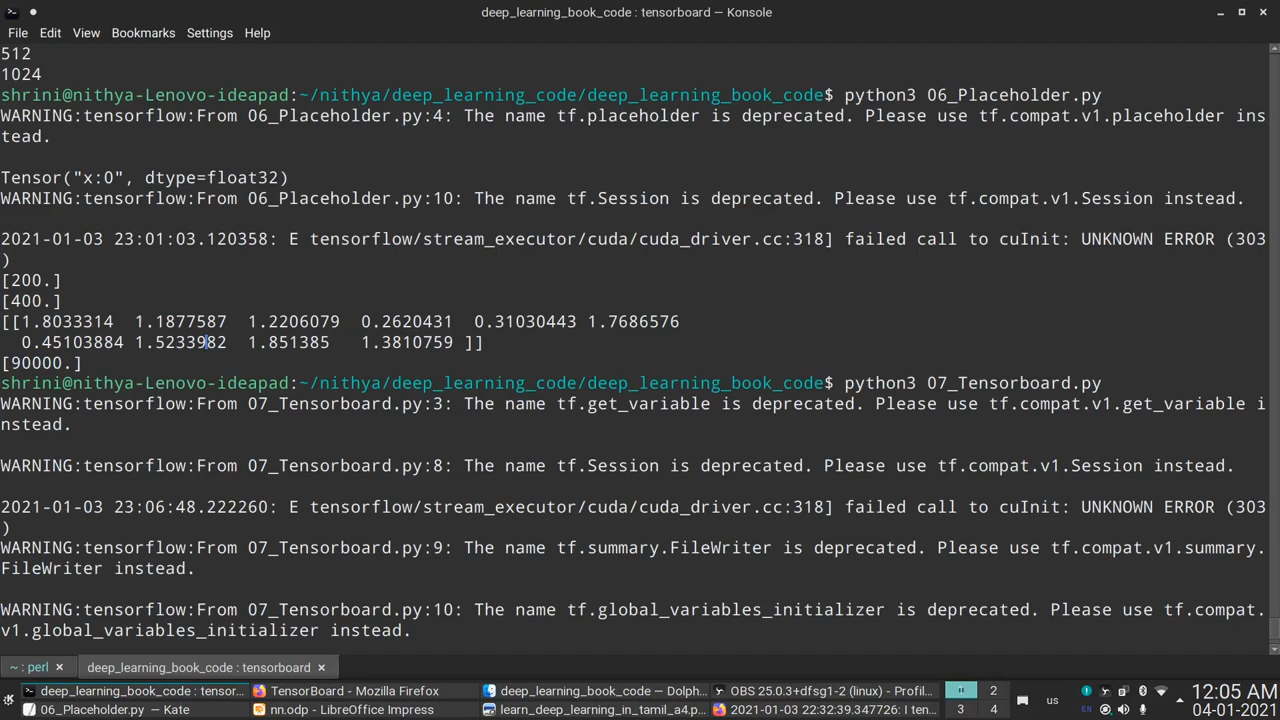 deep_learning_book_code : tensorboard — Konsole
File Edit View Bookmarks Settings Help
512
1024
shrini@nithya-Lenovo-ideapad:~/nithya/deep_learning_code/deep_learning_book_code$ python3 06_Placeholder.py
WARNING:tensorflow:From 06_Placeholder.py:4: The name tf.placeholder is deprecated. Please use tf.compat.v1.placeholder ins
tead.
Tensor("x:0", dtype=float32)
WARNING:tensorflow:From 06_Placeholder.py:10: The name tf.Session is deprecated. Please use tf.compat.v1.Session instead.
2021-01-03 23:01:03.120358: E tensorflow/stream_executor/cuda/cuda_driver.cc:318] failed call to cuInit: UNKNOWN ERROR (303
)
[200.]
[400.]
[[1.8033314 1.1877587 1.2206079 0.2620431 0.31030443 1.7686576
0.45103884 1.5233982 1.851385 1.3810759 ]]
[90000.]
shrini@nithya-Lenovo-ideapad:~/nithya/deep_learning_code/deep_learning_book_code$ python3 07_Tensorboard.py
WARNING:tensorflow:From 07_Tensorboard.py:3: The name tf.get_variable is deprecated. Please use tf.compat.v1.get_variable i
nstead.
WARNING:tensorflow:From 07_Tensorboard.py:8: The name tf.Session is deprecated. Please use tf.compat.v1.Session instead.
2021-01-03 23:06:48.222260: E tensorflow/stream_executor/cuda/cuda_driver.cc:318] failed call to cuInit: UNKNOWN ERROR (303
)
WARNING:tensorflow:From 07_Tensorboard.py:9: The name tf.summary.FileWriter is deprecated. Please use tf.compat.v1.summary.
FileWriter instead.
WARNING:tensorflow:From 07_Tensorboard.py:10: The name tf.global_variables_initializer is deprecated. Please use tf.compat.
v1.global_variables_initializer instead.
~ : perl deep_learning_book_code : tensorboard
deep_learning_book_code : tensor... TensorBoard - Mozilla Firefox deep_learning_book_code — Dolph... OBS 25.0.3+dfsg1-2 (linux) - Profil... 2 us EN 12:05 AM
06_Placeholder.py — Kate nn.odp — LibreOffice Impress learn_deep_learning_in_tamil_a4.p... 2021-01-03 22:32:39.347726: I ten... 3 4 04-01-2021